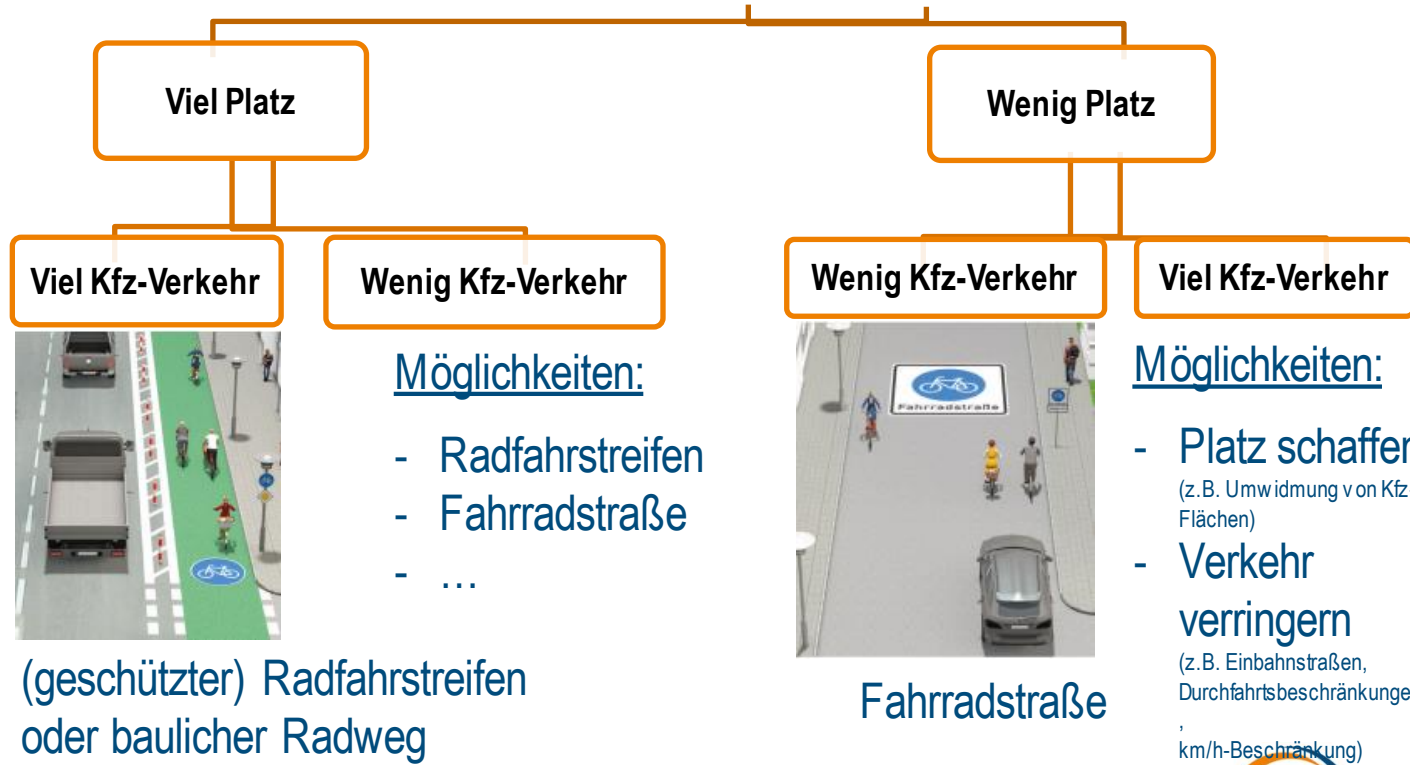 Viel Platz
Wenig Platz
Viel Kfz-Verkehr
Wenig Kfz-Verkehr
Wenig Kfz-Verkehr
Viel Kfz-Verkehr
Möglichkeiten:
- Radfahrstreifen
- Fahrradstraße
- …
(geschützter) Radfahrstreifen
oder baulicher Radweg
Fahrradstraße
Fahrradstraße
Möglichkeiten:
- Platz schaffen
(z.B. Umwidmung von Kfz
Flächen)
- Verkehr
verringern
(z.B. Einbahnstraßen,
Durchfahrtsbeschränkunge
,
km/h-Beschränkung)